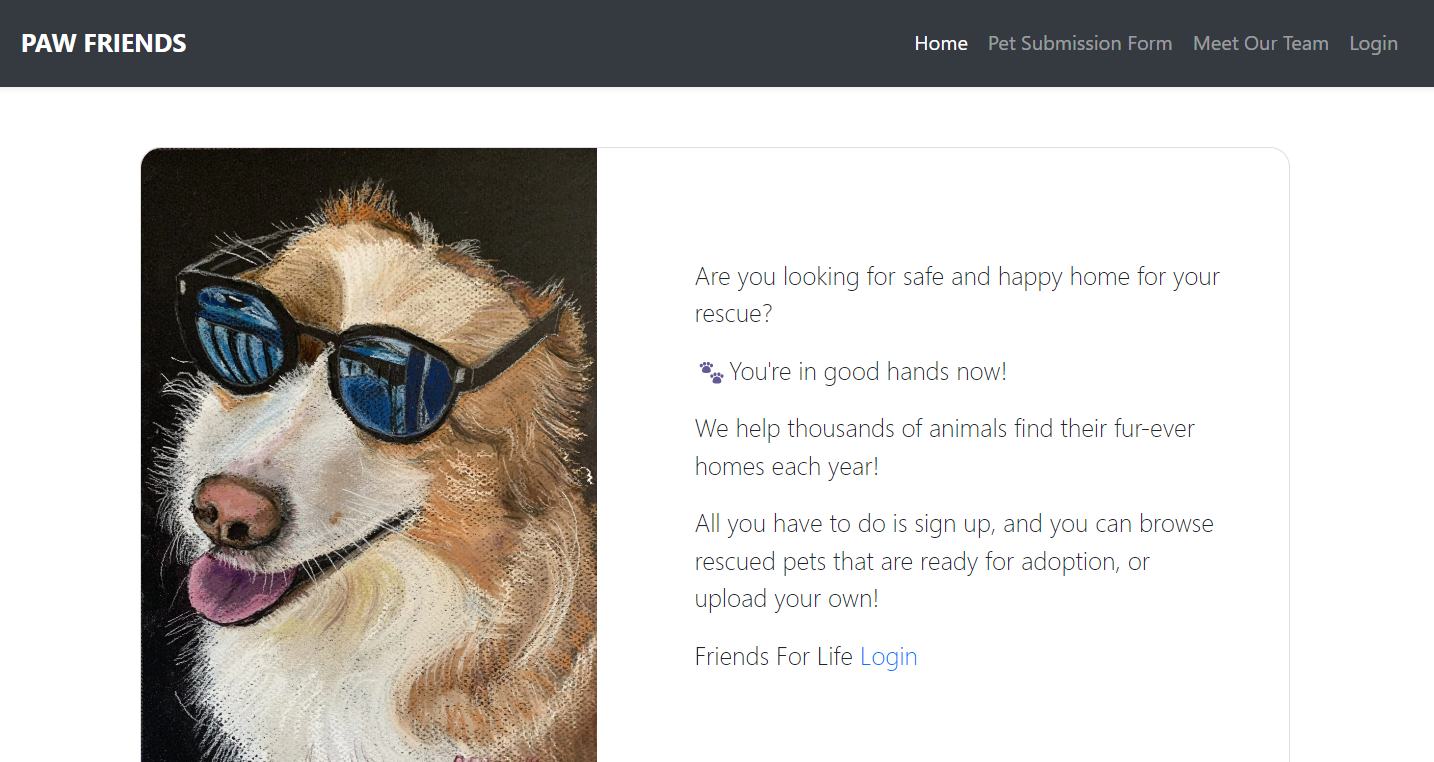 PAW FRIENDS
Home Pet Submission Form Meet Our Team Login
Are you looking for safe and happy home for your
rescue?
🐾 You're in good hands now!
We help thousands of animals find their fur-ever
homes each year!
All you have to do is sign up, and you can browse
rescued pets that are ready for adoption, or
upload your own!
Friends For Life Login